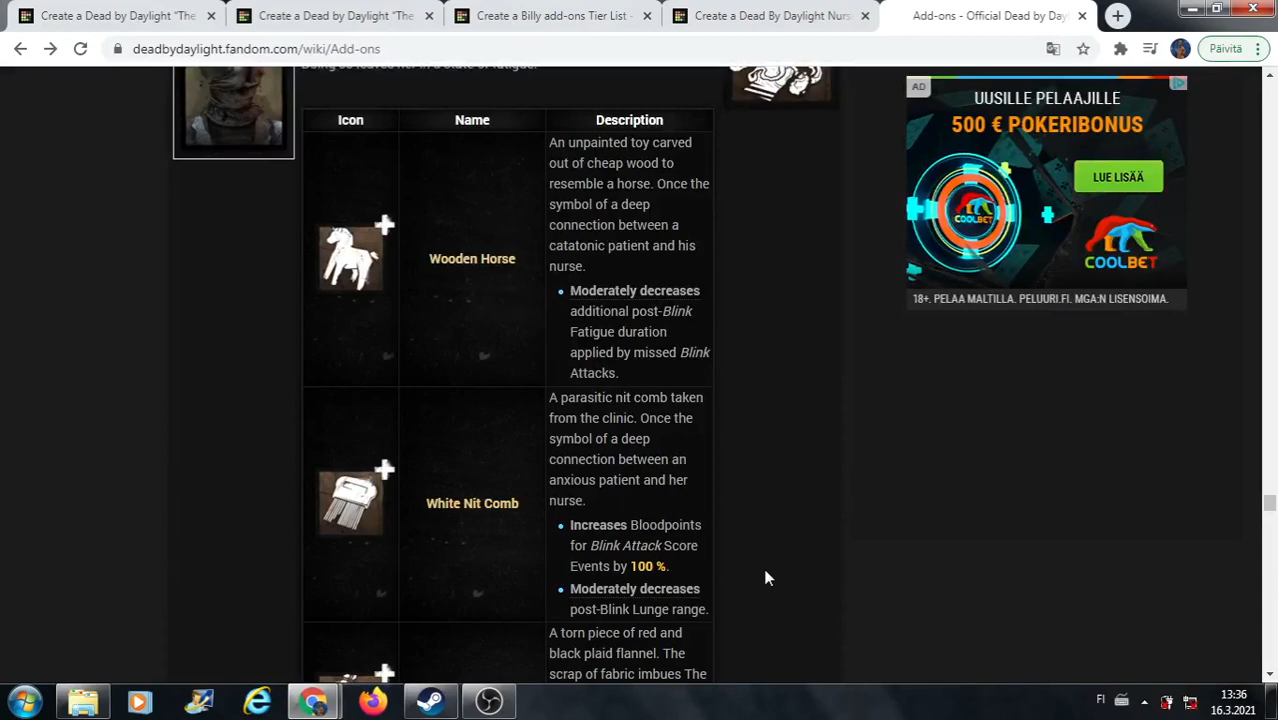 Create a Dead by Daylight "The
Create a Dead by Daylight "The
Create a Billy add-ons Tier List -
Create a Dead By Daylight Nurs
Add-ons - Official Dead by Dayl
deadbydaylight.fandom.com/wiki/Add-ons
Päivitä
Icon
Name
Description
Wooden Horse
An unpainted toy carved
out of cheap wood to
resemble a horse. Once the
symbol of a deep
connection between a
catatonic patient and his
nurse.
Moderately decreases
additional post-Blink
Fatigue duration
applied by missed Blink
Attacks.
White Nit Comb
A parasitic nit comb taken
from the clinic. Once the
symbol of a deep
connection between an
anxious patient and her
nurse.
Increases Bloodpoints
for Blink Attack Score
Events by 100 %.
Moderately decreases
post-Blink Lunge range.
A torn piece of red and
black plaid flannel. The
scrap of fabric imbues The
AD
UUSILLE PELAAJILLE
500 € POKERIBONUS
LUE LISÄÄ
COOLBET
COOLBET
18+. PELAA MALTILLA. PELUURI.FI. MGA:N LISENSOIMA.
FI
13:36
16.3.2021